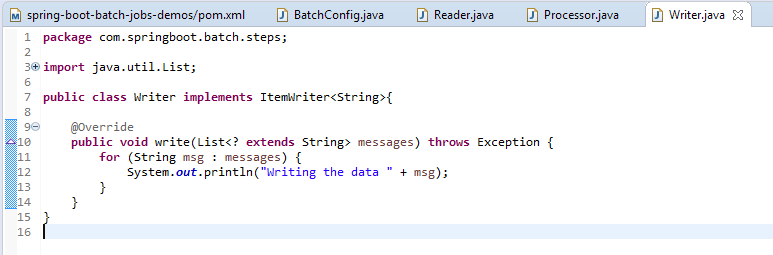 spring-boot-batch-jobs-demos/pom.xml BatchConfig.java Reader.java Processor.java Writer.java
1 package com.springboot.batch.steps;
2
3 import java.util.List;
6
7 public class Writer implements ItemWriter<String>{
8
9 @Override
10 public void write(List<? extends String> messages) throws Exception {
11 for (String msg : messages) {
12 System.out.println("Writing the data " + msg);
13 }
14 }
15 }
16